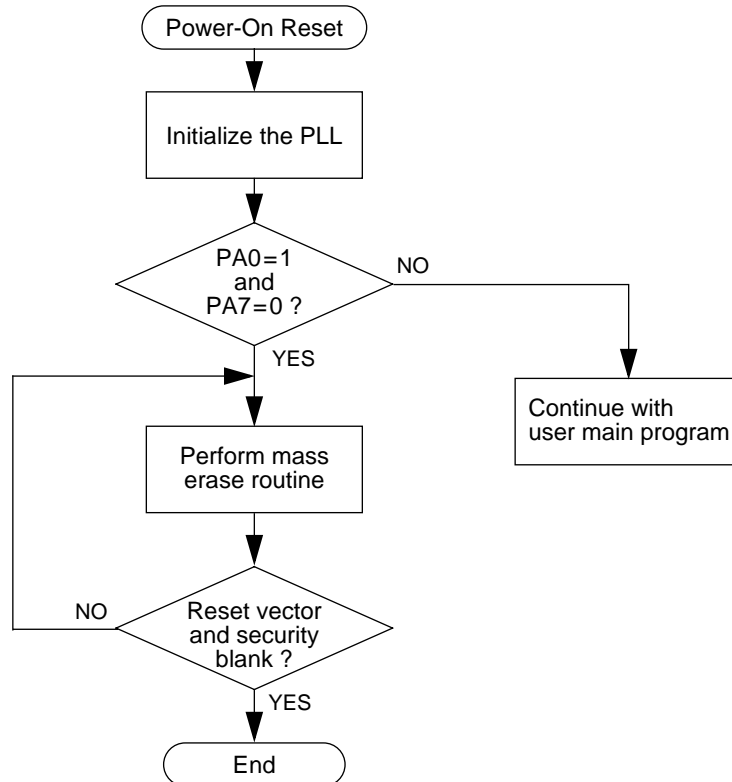 Power-On Reset
Initialize the PLL
PA0=1
and
PA7=0 ?
NO
YES
Continue with
user main program
Perform mass
erase routine
NO
Reset vector
and security
blank ?
YES
End